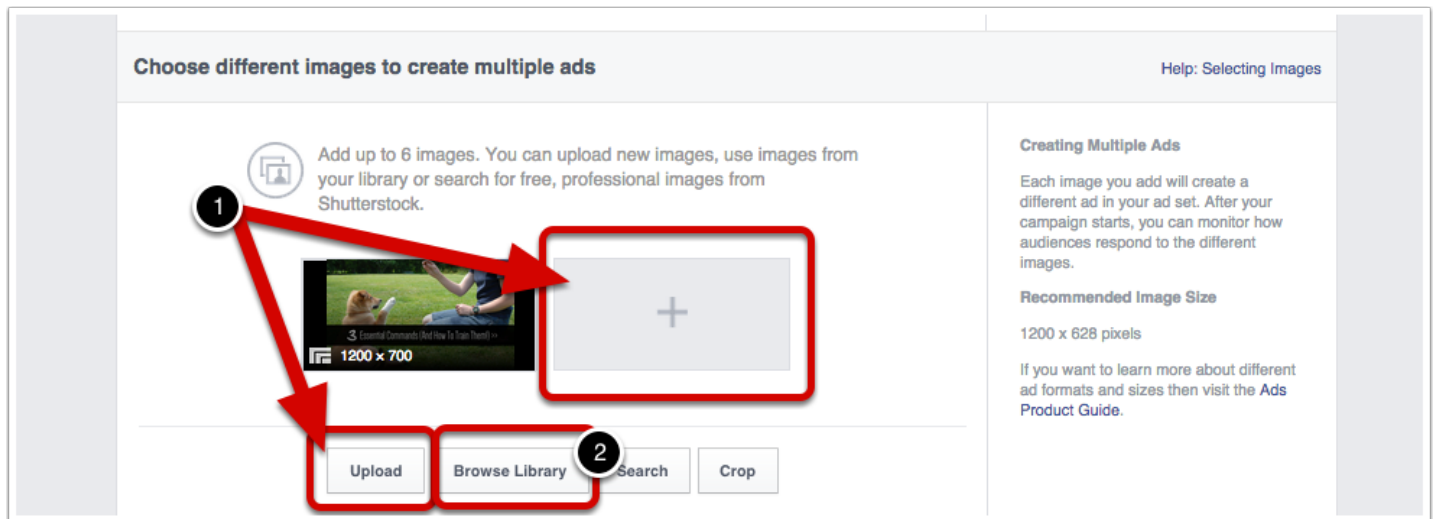 Choose different images to create multiple ads
Help: Selecting Images
Add up to 6 images. You can upload new images, use images from
your library or search for free, professional images from
Shutterstock.
1
3 Essential Commands (And How To Train Them!) >>
1200 × 700
+
Upload
Browse Library
2
Search
Crop
Creating Multiple Ads
Each image you add will create a
different ad in your ad set. After your
campaign starts, you can monitor how
audiences respond to the different
images.
Recommended Image Size
1200 x 628 pixels
If you want to learn more about different
ad formats and sizes then visit the Ads
Product Guide.